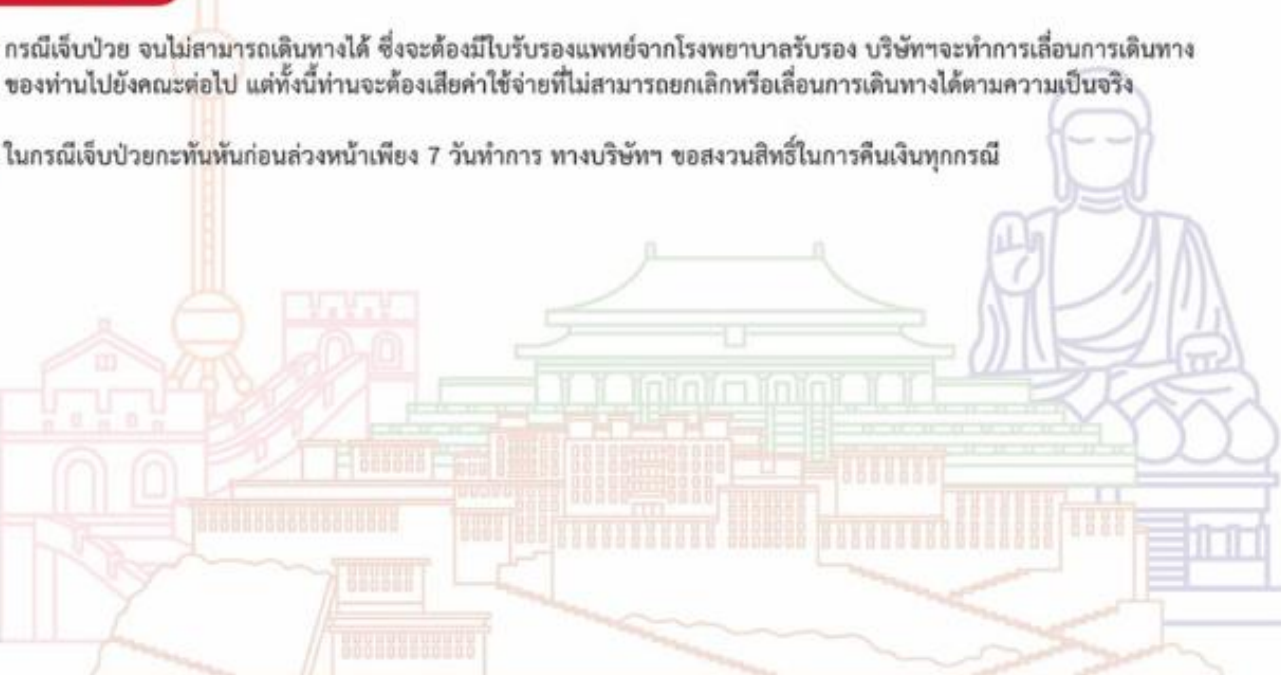 กรณีเจ็บป่วย จนไม่สามารถเดินทางได้ ซึ่งจะต้องมีใบรับรองแพทย์จากโรงพยาบาลรับรอง บริษัทฯจะทำการเลื่อนการเดินทาง
ของท่านไปยังคณะต่อไป แต่ทั้งนี้ท่านจะต้องเสียค่าใช้จ่ายที่ไม่สามารถยกเลิกหรือเลื่อนการเดินทางได้ตามความเป็นจริง
ในกรณีเจ็บป่วยกะทันหันก่อนล่วงหน้าเพียง 7 วันทำการ ทางบริษัทฯ ขอสงวนสิทธิ์ในการคืนเงินทุกกรณี